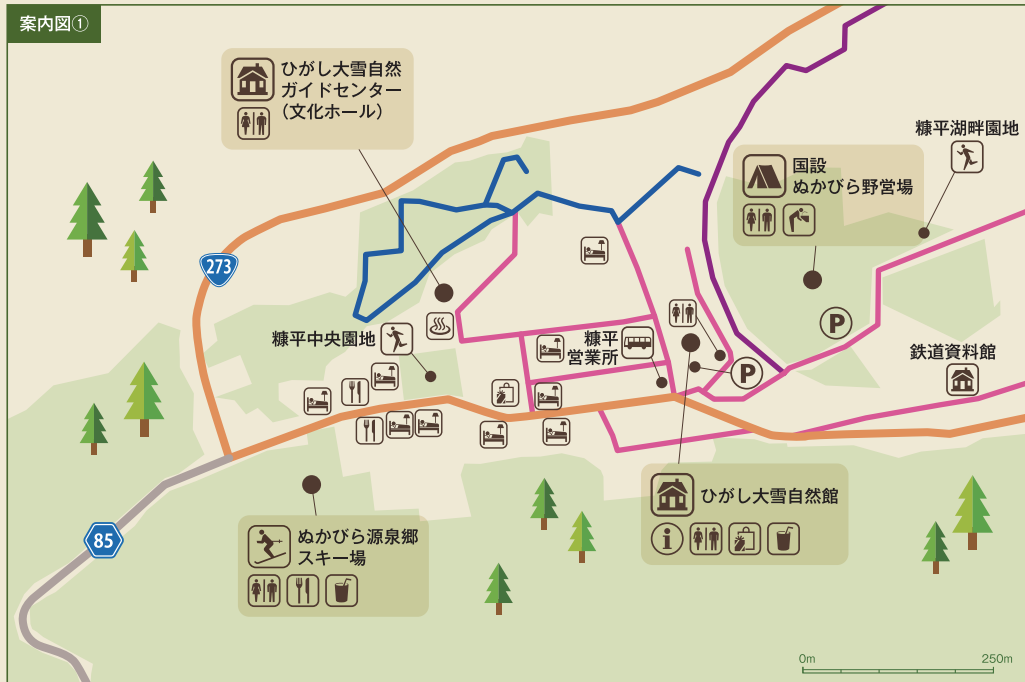 案内図①
ひがし大雪自然
ガイドセンター
(文化ホール)
糠平湖畔園地
国設
ぬかびら野営場
273
糠平中央園地
糠平
営業所
P
P
鉄道資料館
ひがし大雪自然館
i
85
ぬかびら源泉郷
スキー場
0m
250m